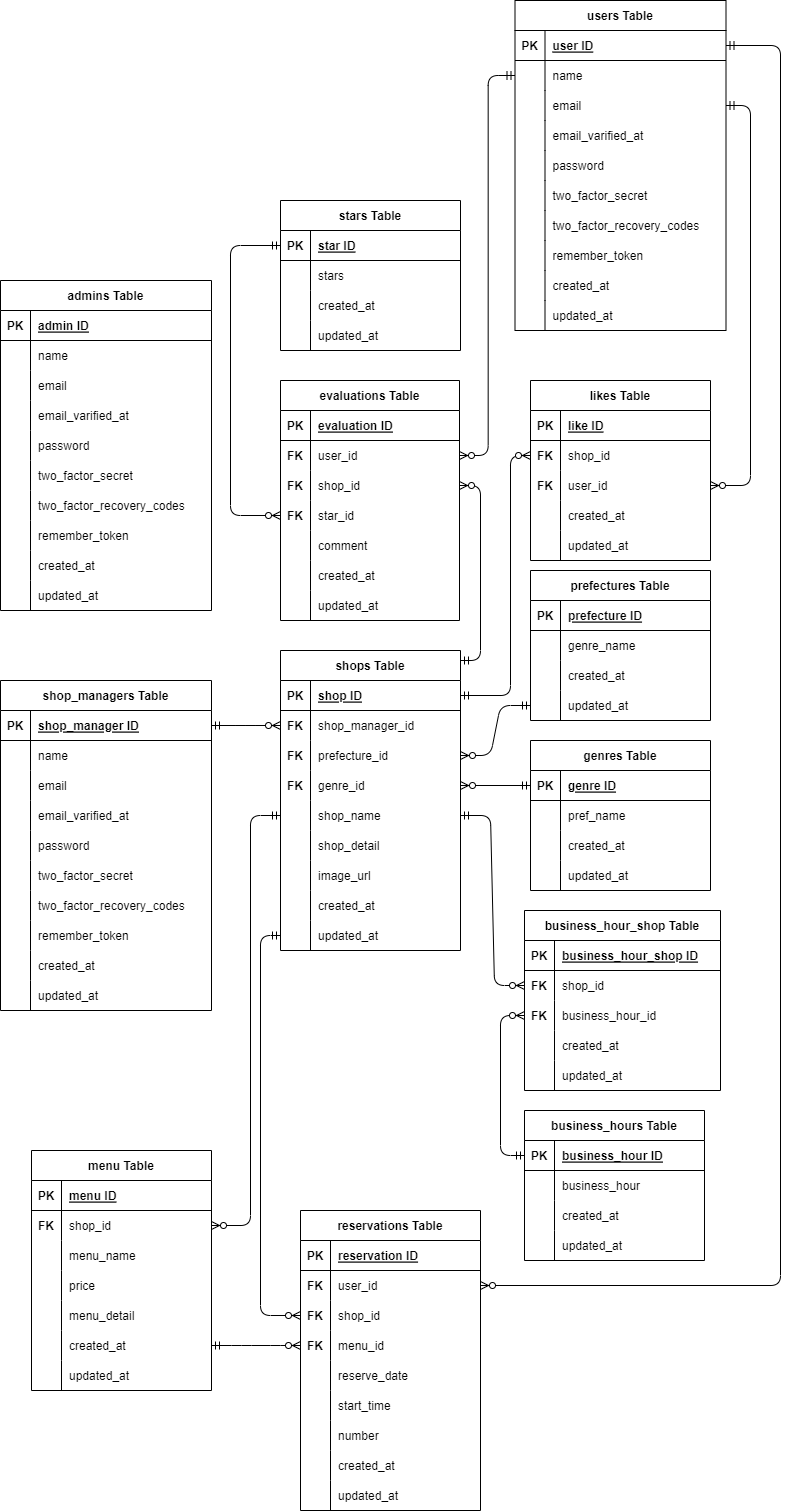 users Table
PK user ID
name
email
email_varified_at
password
two_factor_secret
two_factor_recovery_codes
remember_token
created_at
updated_at
stars Table
PK star ID
stars
created_at
updated_at
admins Table
PK admin ID
name
email
email_varified_at
password
two_factor_secret
two_factor_recovery_codes
remember_token
created_at
updated_at
evaluations Table
PK evaluation ID
FK user_id
FK shop_id
FK star_id
comment
created_at
updated_at
likes Table
PK like ID
FK shop_id
FK user_id
created_at
updated_at
prefectures Table
PK prefecture ID
genre_name
created_at
updated_at
shops Table
PK shop ID
FK shop_manager_id
FK prefecture_id
FK genre_id
shop_name
shop_detail
image_url
created_at
updated_at
shop_managers Table
PK shop_manager ID
name
email
email_varified_at
password
two_factor_secret
two_factor_recovery_codes
remember_token
created_at
updated_at
genres Table
PK genre ID
pref_name
created_at
updated_at
business_hour_shop Table
PK business_hour_shop ID
FK shop_id
FK business_hour_id
created_at
updated_at
business_hours Table
PK business_hour ID
business_hour
created_at
updated_at
menu Table
PK menu ID
FK shop_id
menu_name
price
menu_detail
created_at
updated_at
reservations Table
PK reservation ID
FK user_id
FK shop_id
FK menu_id
reserve_date
start_time
number
created_at
updated_at